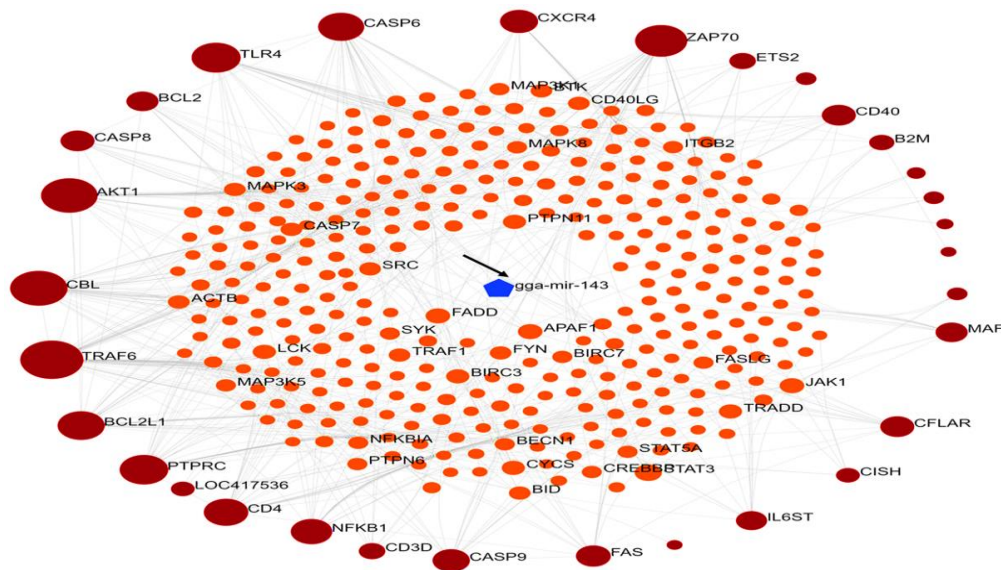 CASP6
CXCR4
ZAP70
TLR4
ETS2
BCL2
MAP3K1
BTK
CD40LG
CD40
CASP8
MAPK8
ITGB2
B2M
AKT1
MAPK3
CASP7
PTPN11
SRC
CBL
gga-mir-143
ACTB
FADD
SYK
APAF1
MAP
TRAF6
LCK
TRAF1
FYN
BIRC7
FASLG
MAP3K5
BIRC3
JAK1
BCL2L1
TRADD
CFLAR
NFKBIA
BECN1
STAT5A
PTPRC
PTPN6
CYCS
CREBBP
STAT3
CISH
LOC417536
BID
CD4
IL6ST
NFKB1
CD3D
CASP9
FAS